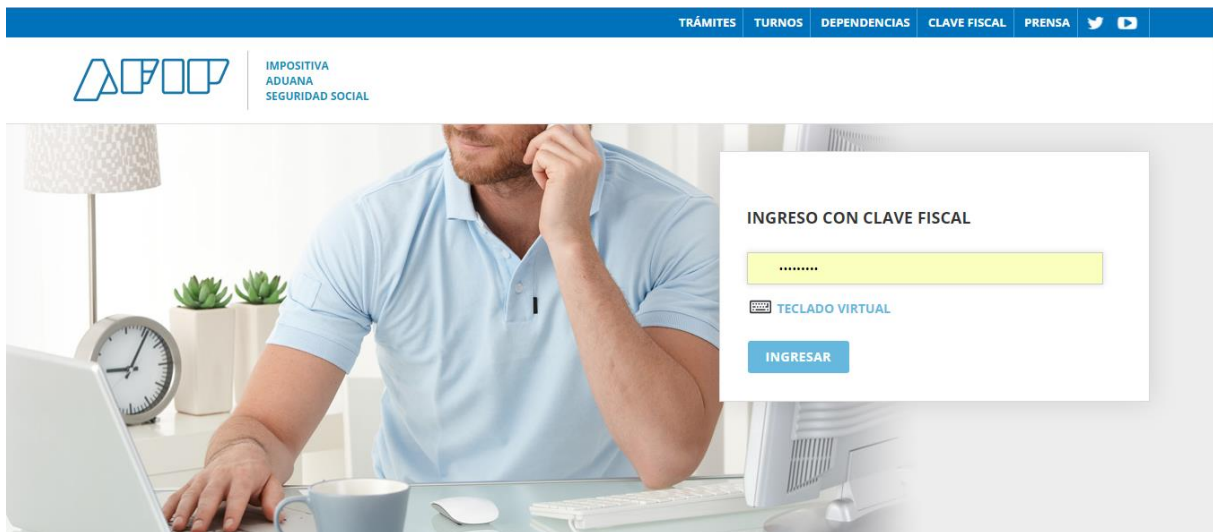 TRÁMITES TURNOS DEPENDENCIAS CLAVE FISCAL PRENSA
AFIP
IMPOSITIVA
ADUANA
SEGURIDAD SOCIAL
INGRESO CON CLAVE FISCAL
•••••••••
TECLADO VIRTUAL
INGRESAR